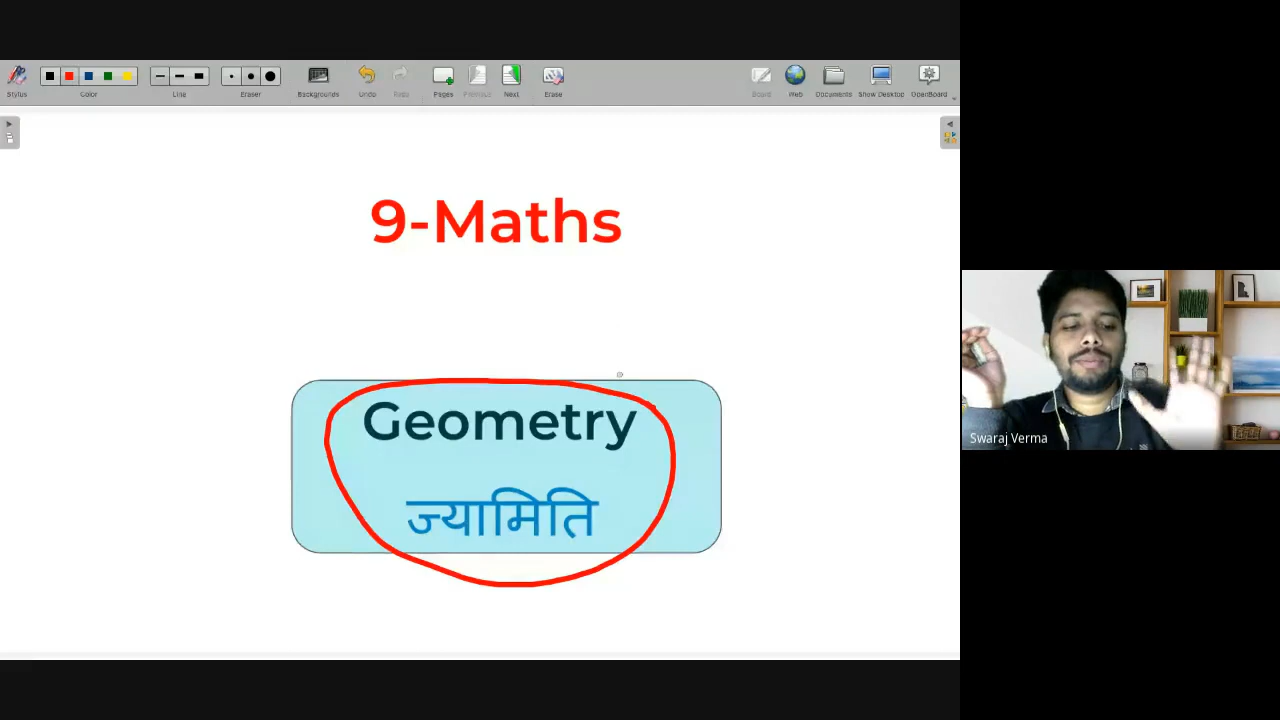 Stylus Color Line Eraser Backgrounds Undo Redo Pages Previous Next Erase Board Web Documents Show Desktop OpenBoard
9-Maths
Geometry
ज्यामिति
Swaraj Verma